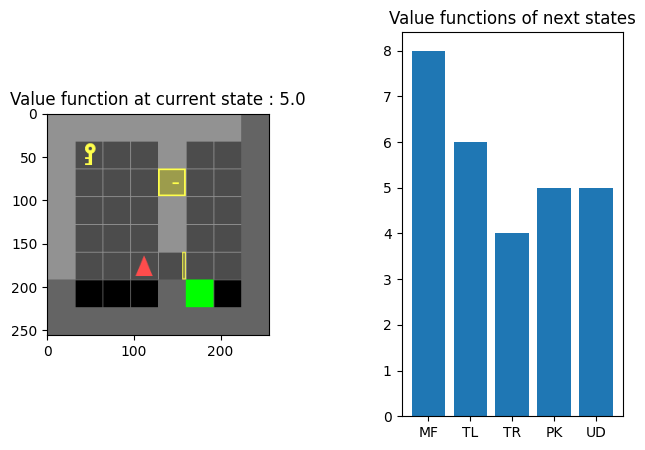 Value function at current state : 5.0
0
50
100
150
200
250
0
100
200
Value functions of next states
8
7
6
5
4
3
2
1
0
MF
TL
TR
PK
UD